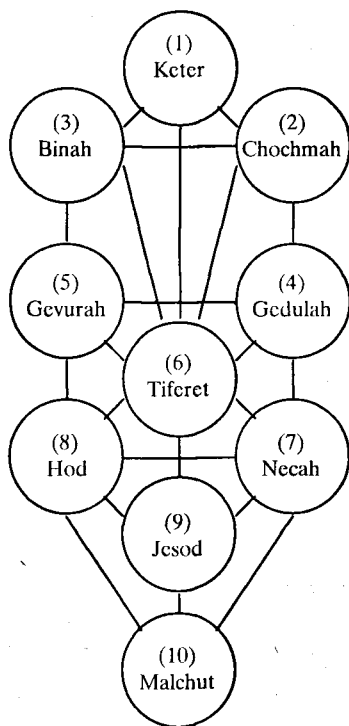 (1)
Keter
(3)
Binah
(2)
Chochmah
(5)
Gevurah
(4)
Gedulah
(6)
Tiferet
(8)
Hod
(7)
Necah
(9)
Jesod
(10)
Malchut